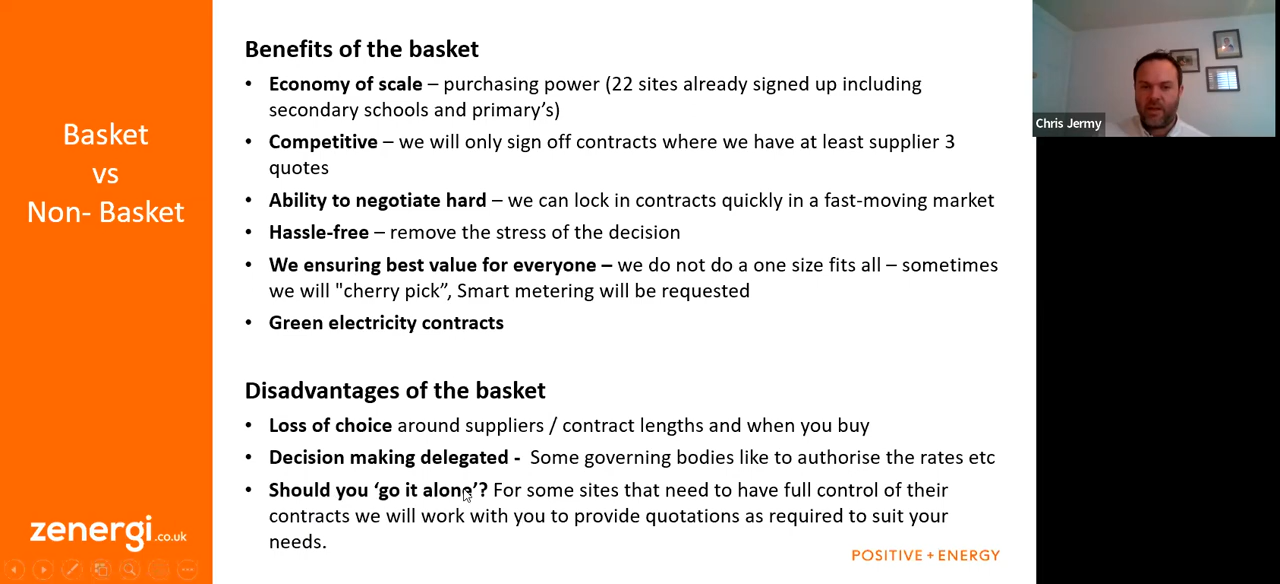 Basket
vs
Non- Basket
Benefits of the basket
• Economy of scale – purchasing power (22 sites already signed up including
secondary schools and primary’s)
• Competitive – we will only sign off contracts where we have at least supplier 3
quotes
• Ability to negotiate hard – we can lock in contracts quickly in a fast-moving market
• Hassle-free – remove the stress of the decision
• We ensuring best value for everyone – we do not do a one size fits all – sometimes
we will "cherry pick”, Smart metering will be requested
• Green electricity contracts
Disadvantages of the basket
• Loss of choice around suppliers / contract lengths and when you buy
• Decision making delegated - Some governing bodies like to authorise the rates etc
• Should you ‘go it alone’? For some sites that need to have full control of their
contracts we will work with you to provide quotations as required to suit your
needs.
zenergi.co.uk
POSITIVE + ENERGY
Chris Jermy